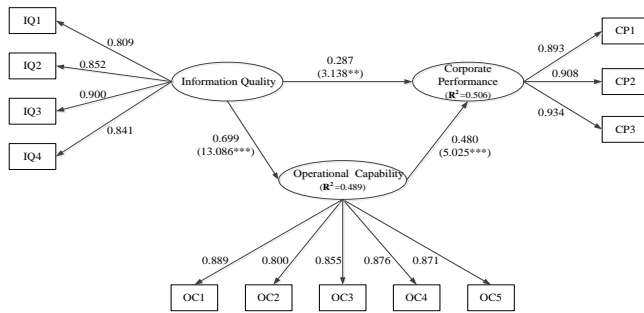 IQ1
IQ2
IQ3
IQ4
0.809
0.852
0.900
0.841
Information Quality
0.287
(3.138**)
Corporate
Performance
(R²=0.506)
0.893
0.908
0.934
CP1
CP2
CP3
0.699
(13.086***)
0.480
(5.025***)
Operational Capability
(R²=0.489)
0.889
0.800
0.855
0.876
0.871
OC1
OC2
OC3
OC4
OC5